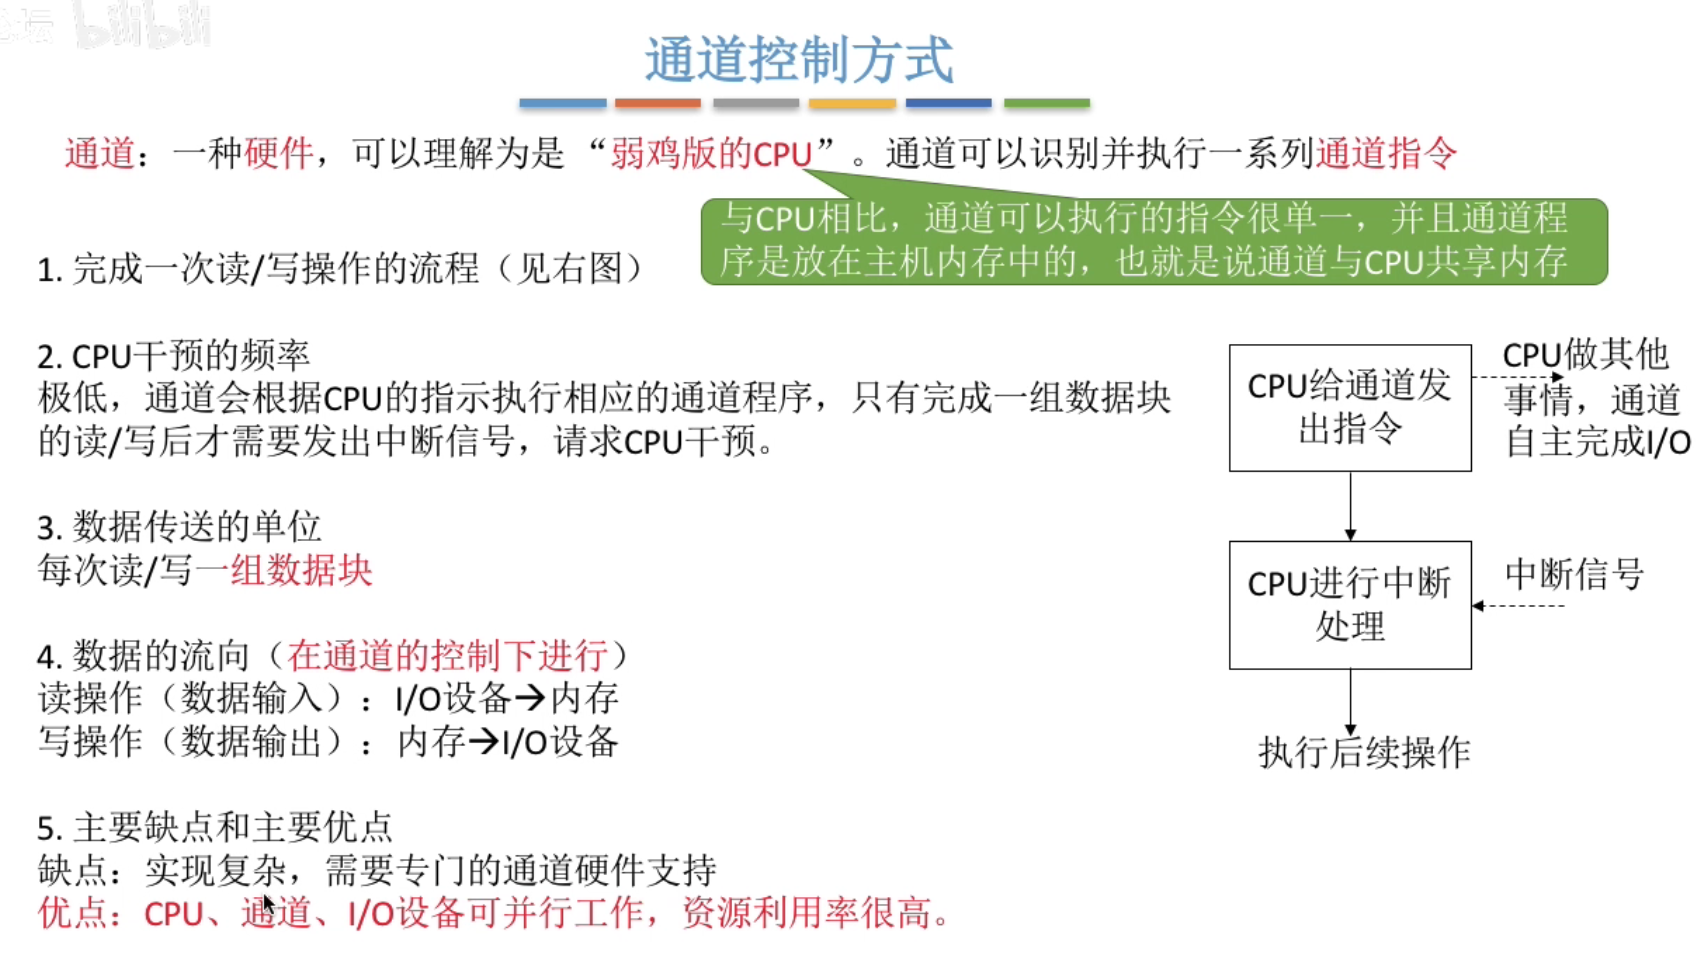 坛 bilibili
通道控制方式
通道：一种硬件，可以理解为是 “弱鸡版的CPU” 。通道可以识别并执行一系列通道指令
与CPU相比，通道可以执行的指令很单一，并且通道程
序是放在主机内存中的，也就是说通道与CPU共享内存
1. 完成一次读/写操作的流程（见右图）
2. CPU干预的频率
极低，通道会根据CPU的指示执行相应的通道程序，只有完成一组数据块
的读/写后才需要发出中断信号，请求CPU干预。
3. 数据传送的单位
每次读/写一组数据块
4. 数据的流向（在通道的控制下进行）
读操作（数据输入）：I/O设备→内存
写操作（数据输出）：内存→I/O设备
5. 主要缺点和主要优点
缺点：实现复杂，需要专门的通道硬件支持
优点：CPU、通道、I/O设备可并行工作，资源利用率很高。
CPU给通道发
出指令
CPU做其他
事情，通道
自主完成I/O
CPU进行中断
处理
中断信号
执行后续操作